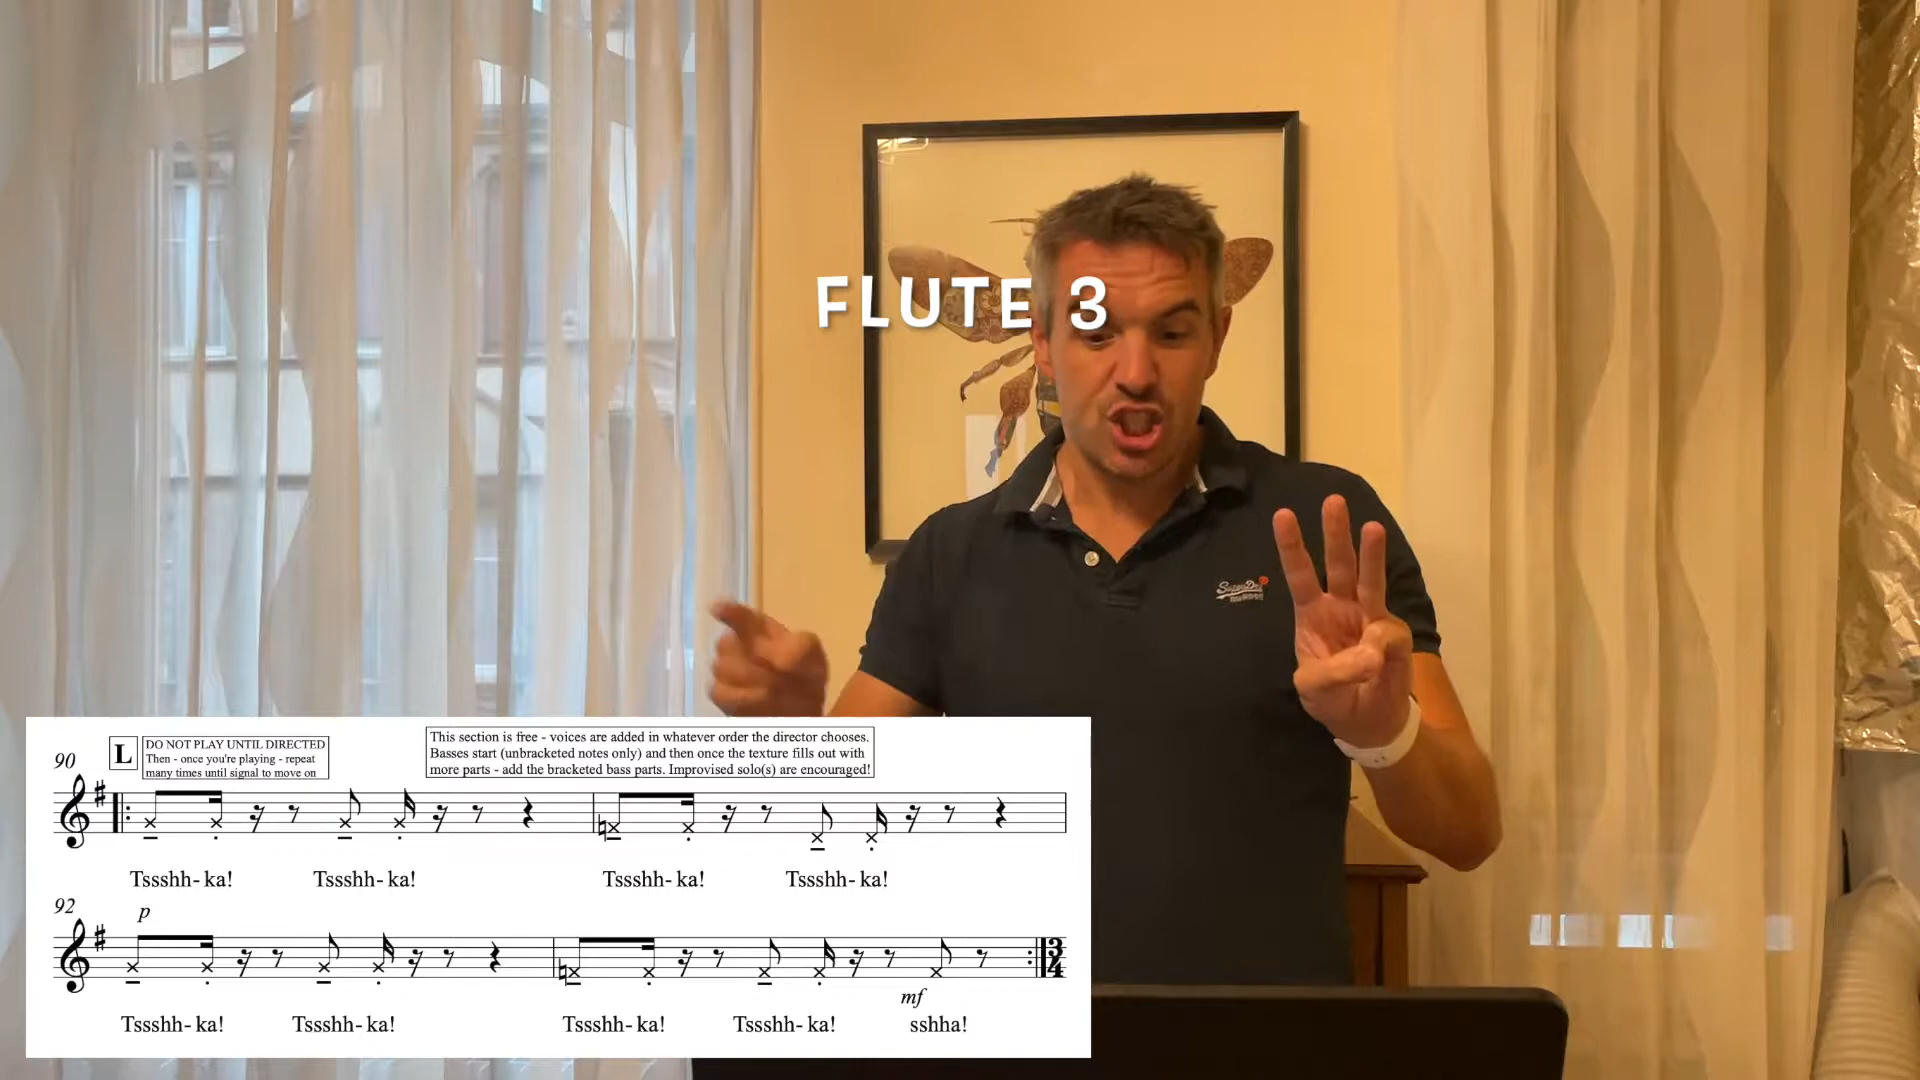 FLUTE 3
SuperDry
90
L
DO NOT PLAY UNTIL DIRECTED
Then - once you're playing - repeat
many times until signal to move on
This section is free - voices are added in whatever order the director chooses.
Basses start (unbracketed notes only) and then once the texture fills out with
more parts - add the bracketed bass parts. Improvised solo(s) are encouraged!
Tssshh- ka! Tssshh- ka! Tssshh- ka! Tssshh- ka!
92
p
3
4
mf
Tssshh- ka! Tssshh- ka! Tssshh- ka! Tssshh- ka! sshha!